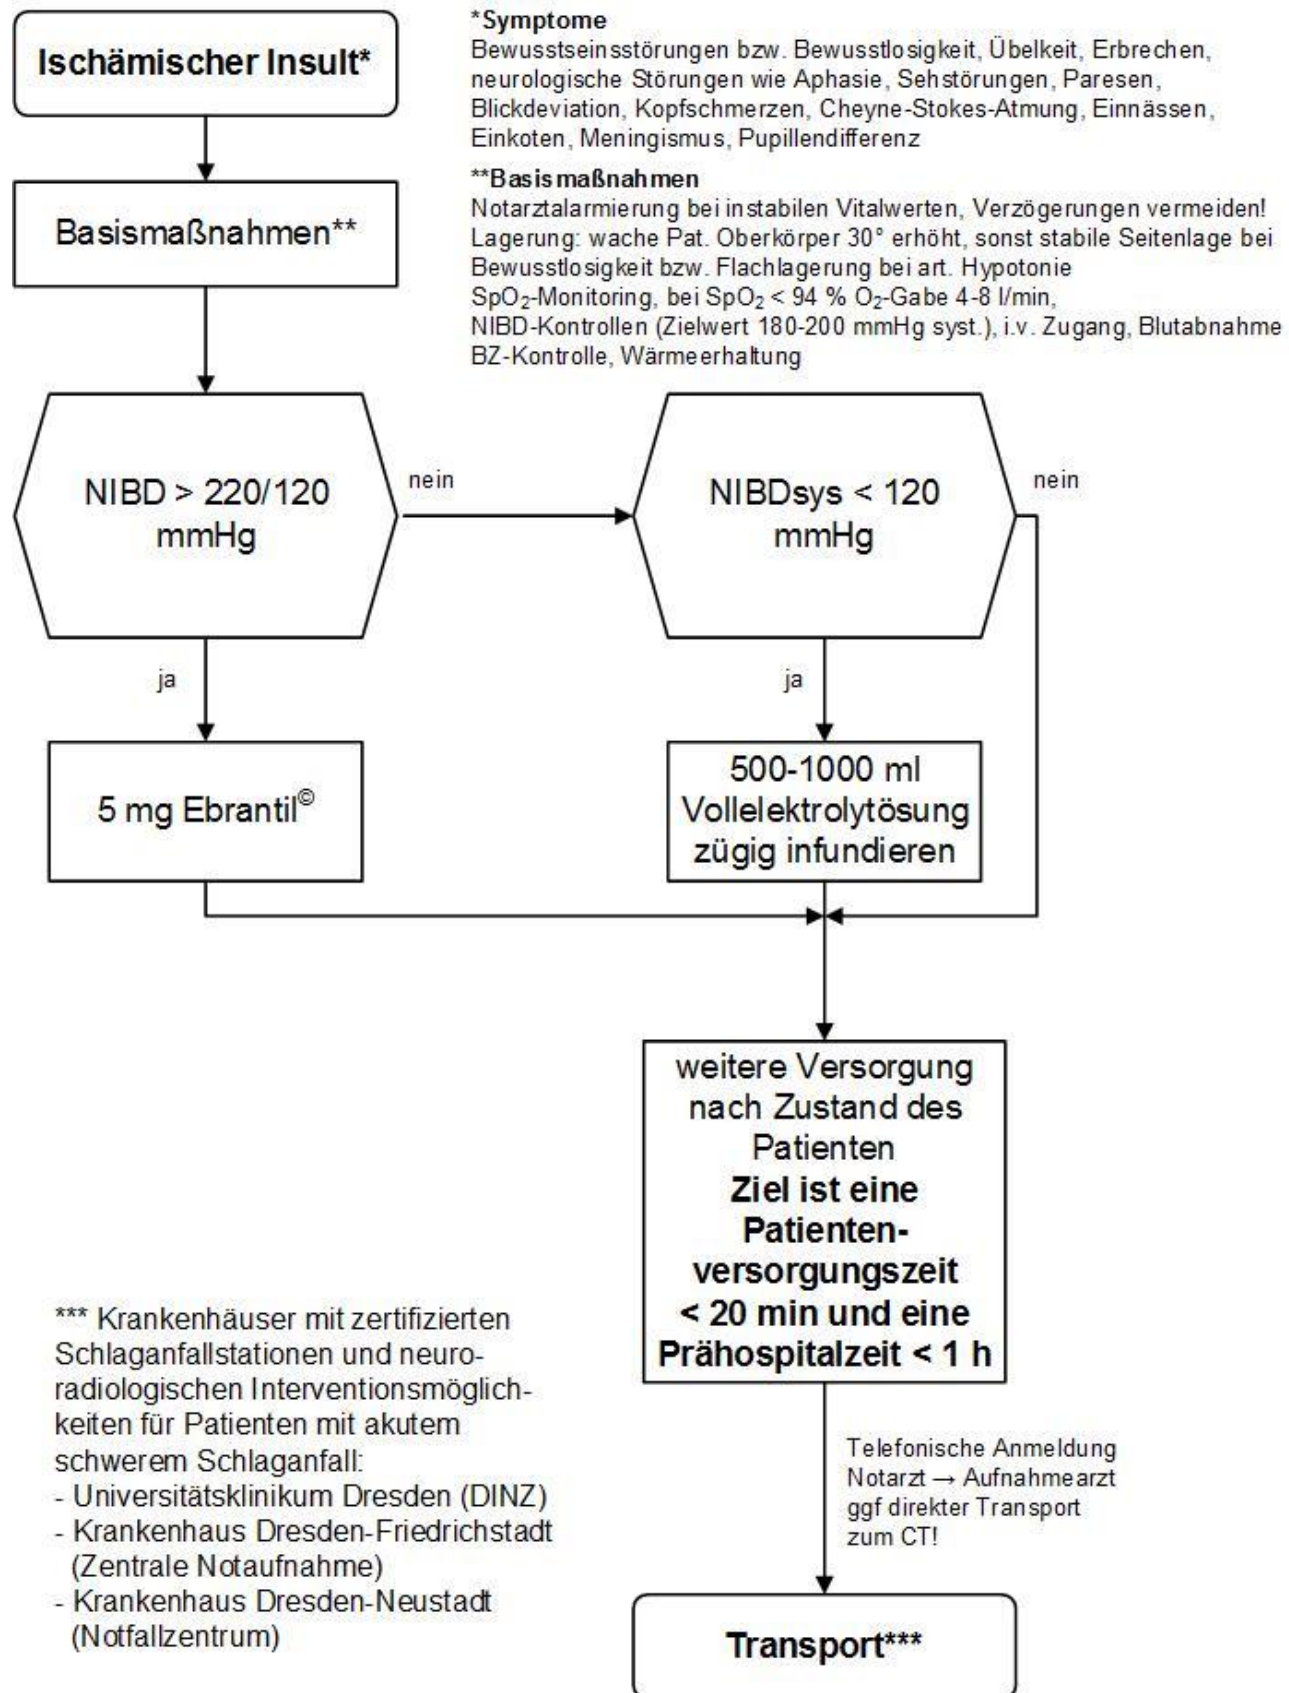 Ischämischer Insult*
*Symptome
Bewusstseinsstörungen bzw. Bewusstlosigkeit, Übelkeit, Erbrechen,
neurologische Störungen wie Aphasie, Sehstörungen, Paresen,
Blickdeviation, Kopfschmerzen, Cheyne-Stokes-Atmung, Einnässen,
Einkoten, Meningismus, Pupillendifferenz
Basismaßnahmen**
**Basismaßnahmen
Notarztalarmierung bei instabilen Vitalwerten, Verzögerungen vermeiden!
Lagerung: wache Pat. Oberkörper 30° erhöht, sonst stabile Seitenlage bei
Bewusstlosigkeit bzw. Flachlagerung bei art. Hypotonie
SpO₂-Monitoring, bei SpO₂ < 94 % O₂-Gabe 4-8 l/min,
NIBD-Kontrollen (Zielwert 180-200 mmHg syst.), i.v. Zugang, Blutabnahme
BZ-Kontrolle, Wärmeerhaltung
NIBD > 220/120
mmHg
nein
NIBDsys < 120
mmHg
nein
ja
ja
5 mg Ebrantil©
500-1000 ml
Vollelektrolytösung
zügig infundieren
weitere Versorgung
nach Zustand des
Patienten
Ziel ist eine
Patienten-
versorgungszeit
< 20 min und eine
Prähospitalzeit < 1 h
*** Krankenhäuser mit zertifizierten
Schlaganfallstationen und neuro-
radiologischen Interventionsmöglich-
keiten für Patienten mit akutem
schwerem Schlaganfall:
- Universitätsklinikum Dresden (DINZ)
- Krankenhaus Dresden-Friedrichstadt
(Zentrale Notaufnahme)
- Krankenhaus Dresden-Neustadt
(Notfallzentrum)
Telefonische Anmeldung
Notarzt → Aufnahmearzt
ggf direkter Transport
zum CT!
Transport***